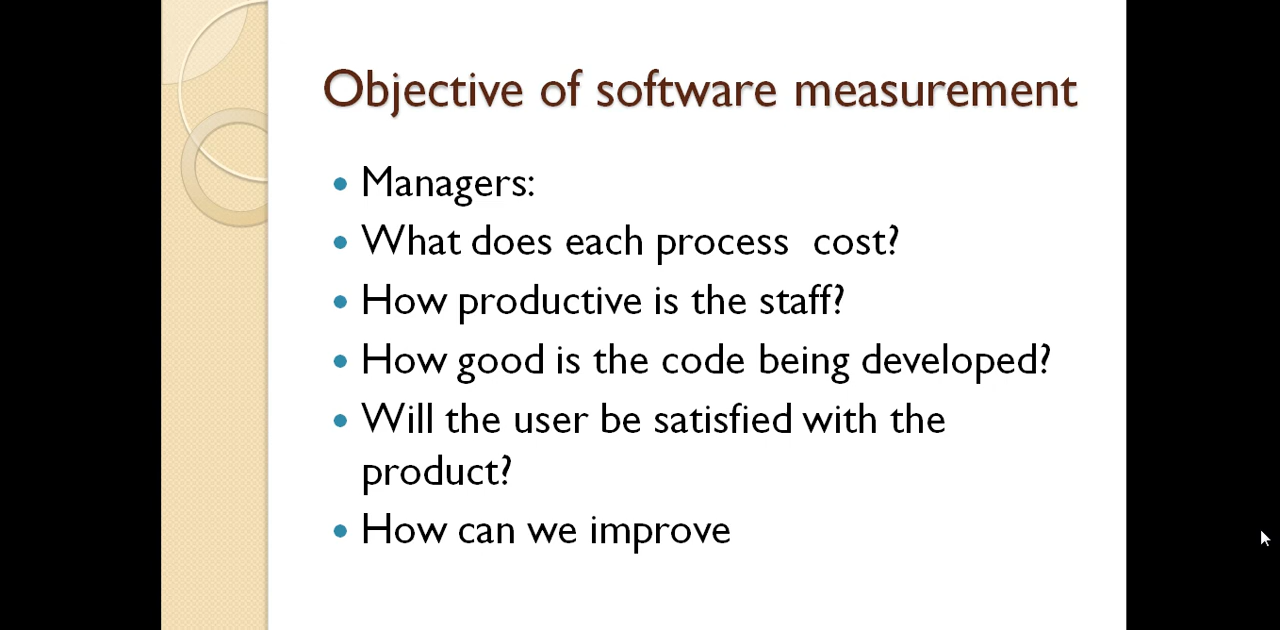 Objective of software measurement
• Managers:
• What does each process  cost?
• How productive is the staff?
• How good is the code being developed?
• Will the user be satisfied with the
product?
• How can we improve